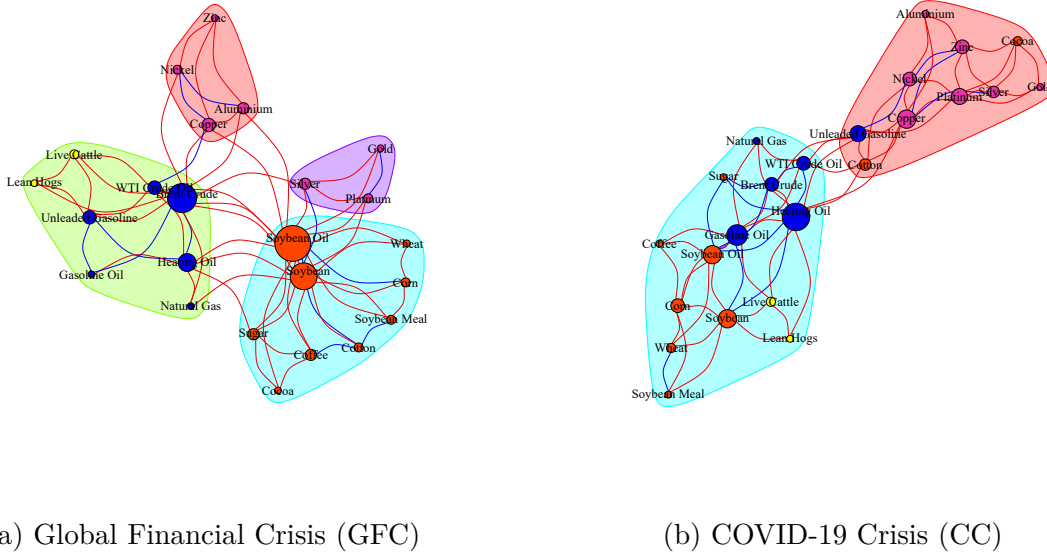 Zinc
Nickel
Aluminium
Copper
Live Cattle
Lean Hogs
WTI Crude Oil
Brent Crude
Unleaded Gasoline
Gasoline Oil
Heating Oil
Natural Gas
Gold
Silver
Platinum
Soybean Oil
Soybean
Wheat
Corn
Soybean Meal
Sugar
Coffee
Cotton
Cocoa
Aluminium
Zinc
Cocoa
Nickel
Platinum
Silver
Gol
Copper
Unleaded Gasoline
Cotton
Natural Gas
WTI Crude Oil
Sugar
Brent Crude
Heating Oil
Gasoline Oil
Coffee
Soybean Oil
Live Cattle
Corn
Soybean
Lean Hogs
Wheat
Soybean Meal
a) Global Financial Crisis (GFC)
(b) COVID-19 Crisis (CC)